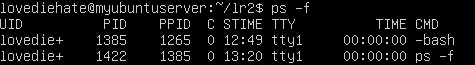 lovediehate@myubuntuserver:~/lr2$ ps -f
UID PID PPID C STIME TTY TIME CMD
lovedie+ 1385 1265 0 12:49 tty1 00:00:00 -bash
lovedie+ 1422 1385 0 13:20 tty1 00:00:00 ps -f